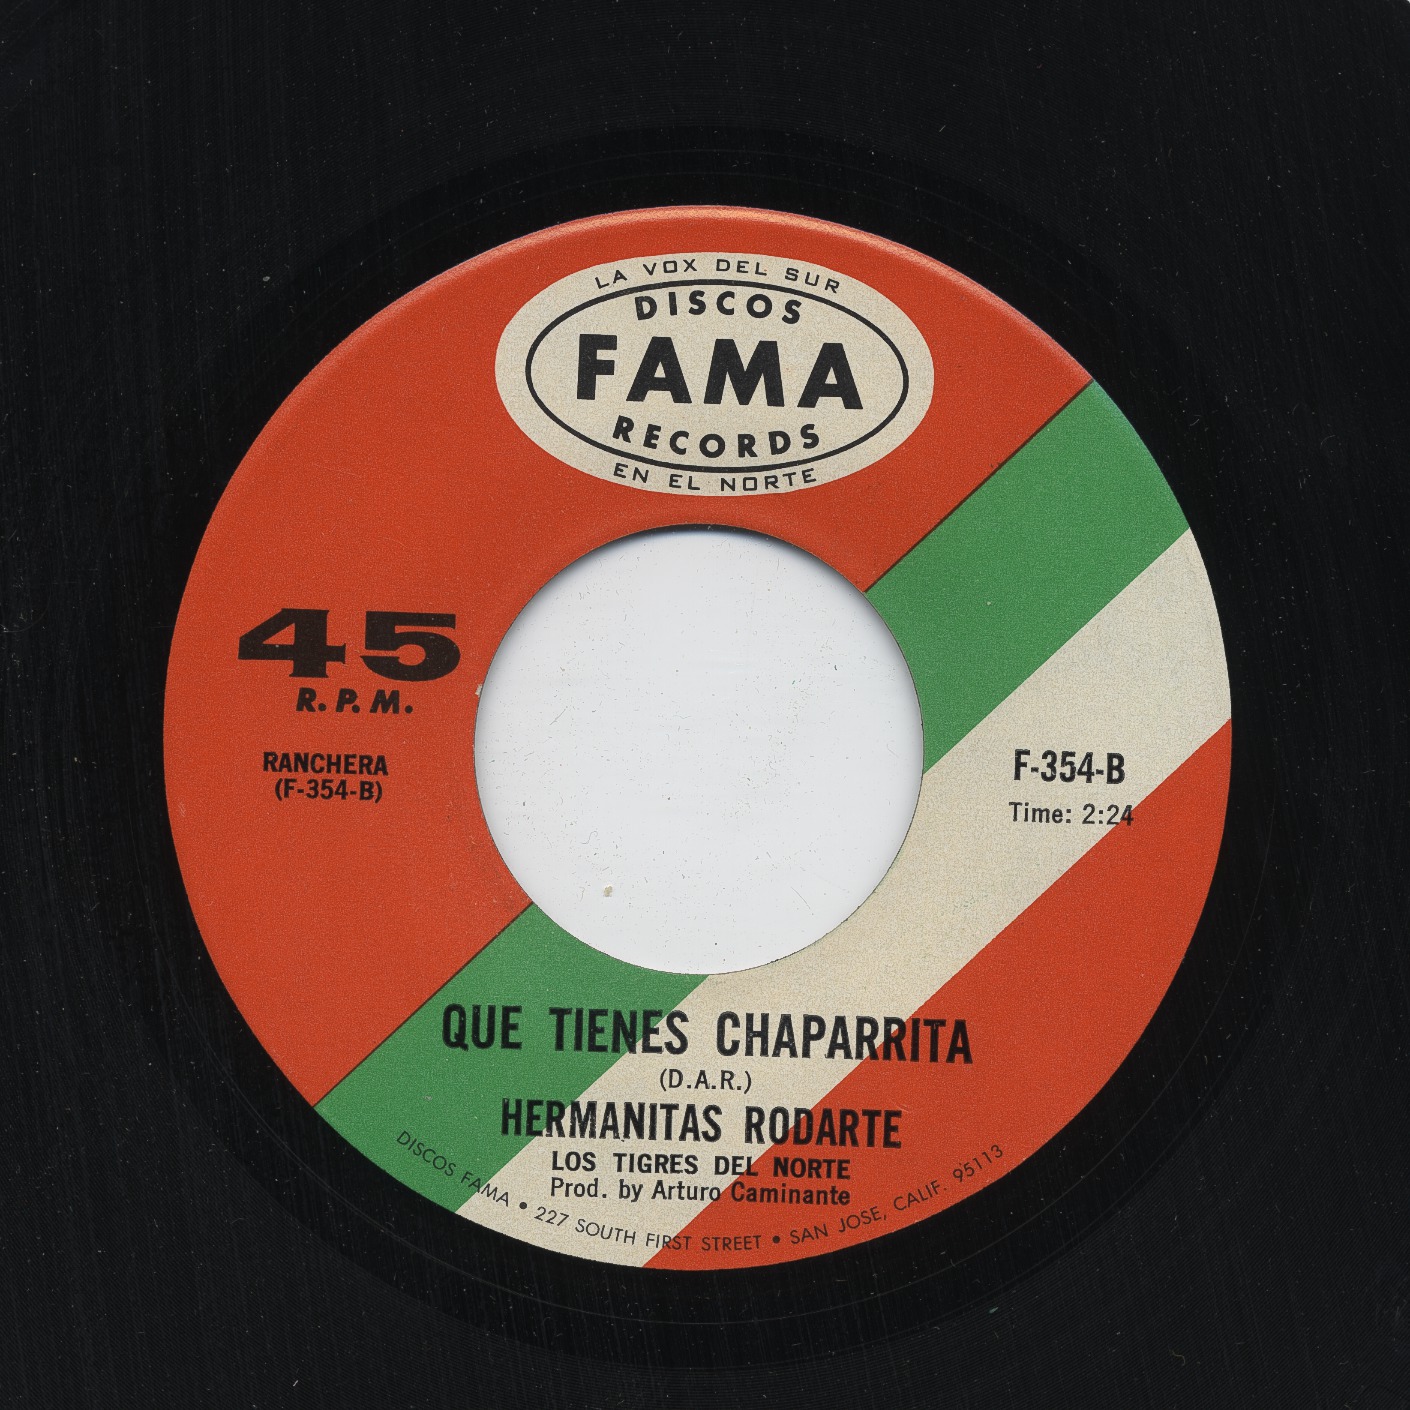 LA VOX DEL SUR
DISCOS
FAMA
RECORDS
EN EL NORTE
45
R.P.M.
RANCHERA
(F-354-B)
F-354-B
Time: 2:24
QUE TIENES CHAPARRITA
(D.A.R.)
HERMANITAS RODARTE
LOS TIGRES DEL NORTE
Prod. by Arturo Caminante
DISCOS FAMA • 227 SOUTH FIRST STREET • SAN JOSE, CALIF. 95113